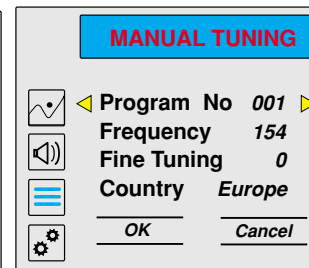 MANUAL TUNING
Program No 001
Frequency 154
Fine Tuning 0
Country Europe
OK Cancel